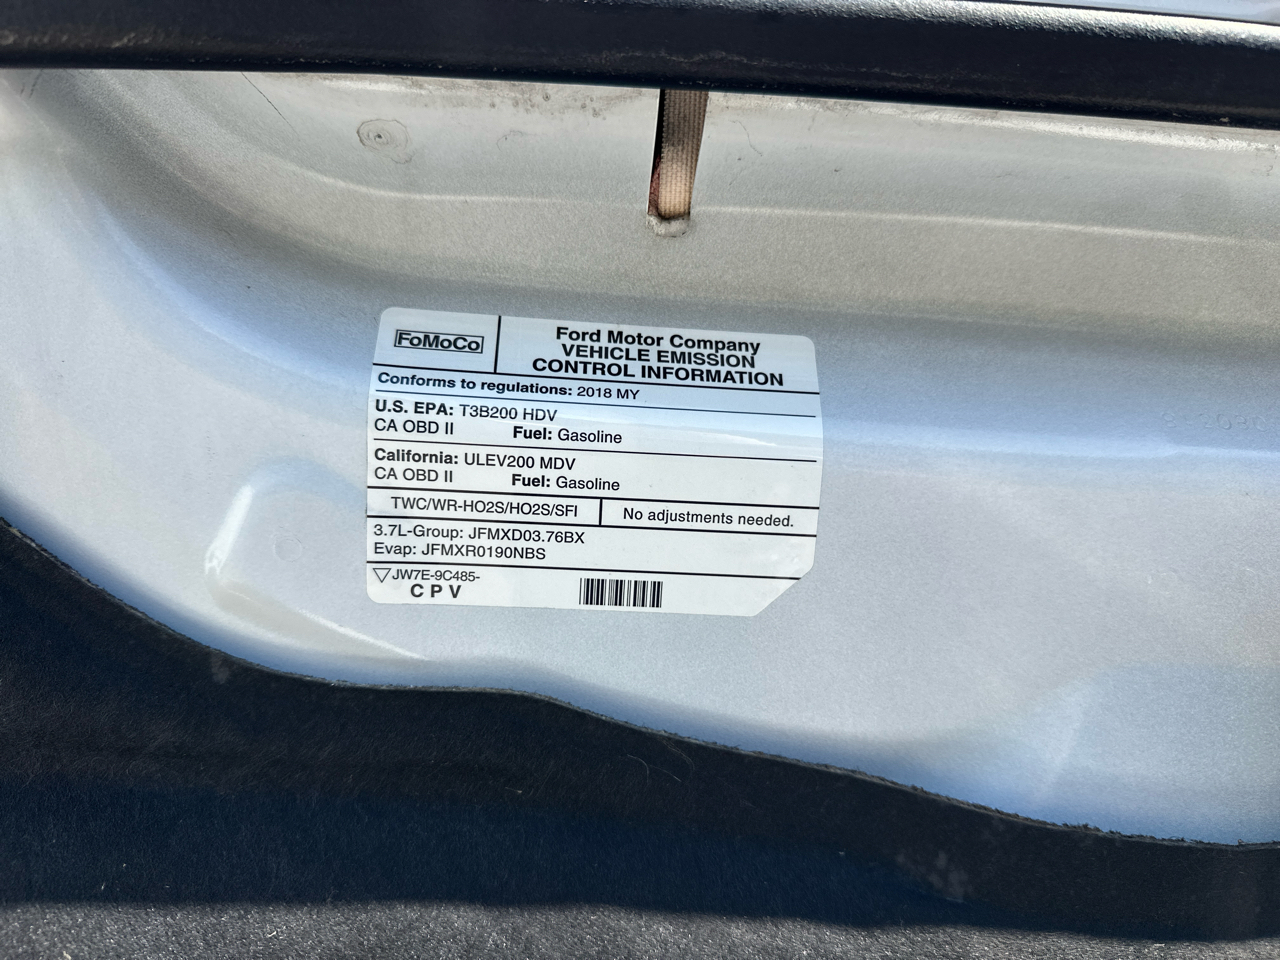 FoMoCo
Ford Motor Company
VEHICLE EMISSION
CONTROL INFORMATION
Conforms to regulations: 2018 MY
U.S. EPA: T3B200 HDV
CA OBD II Fuel: Gasoline
California: ULEV200 MDV
CA OBD II Fuel: Gasoline
TWC/WR-HO2S/HO2S/SFI
No adjustments needed.
3.7L-Group: JFMXD03.76BX
Evap: JFMXR0190NBS
JW7E-9C485-
C P V